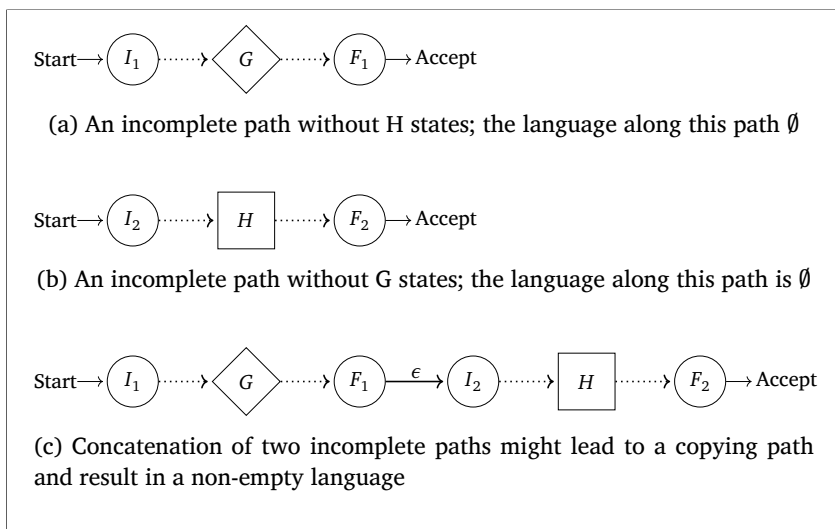 Start I₁ G F₁ Accept
(a) An incomplete path without H states; the language along this path ∅
Start I₂ H F₂ Accept
(b) An incomplete path without G states; the language along this path is ∅
Start I₁ G F₁ ϵ I₂ H F₂ Accept
(c) Concatenation of two incomplete paths might lead to a copying path
and result in a non-empty language